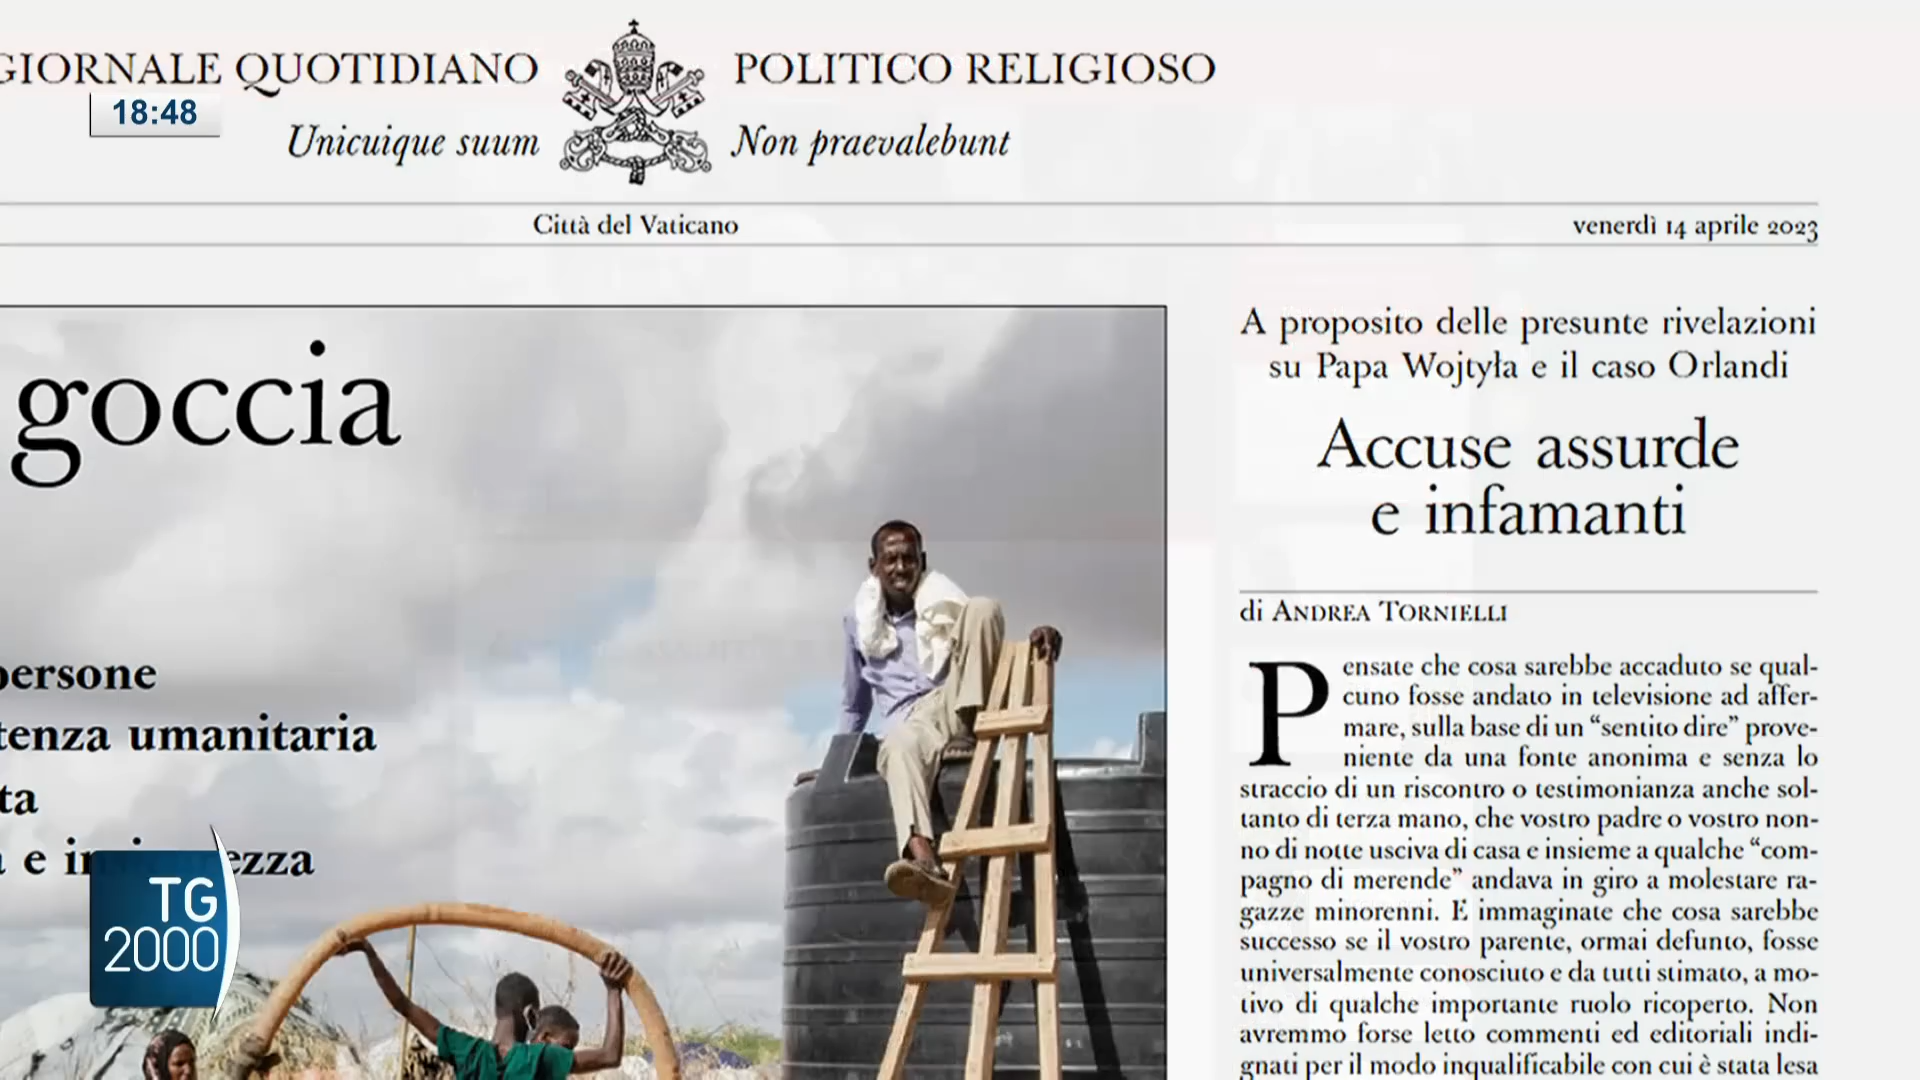 GIORNALE QUOTIDIANO
POLITICO RELIGIOSO
18:48
Unicuique suum
Non praevalebunt
Città del Vaticano
venerdì 14 aprile 2023
goccia
persone
umanitaria
e
A proposito delle presunte rivelazioni
su Papa Wojtyła e il caso Orlandi
Accuse assurde
e infamanti
di ANDREA TORNIELLI
Pensate che cosa sarebbe accaduto se qual-
cuno fosse andato in televisione ad affer-
mare, sulla base di un “sentito dire” prove-
niente da una fonte anonima e senza lo
straccio di un riscontro o testimonianza anche sol-
tanto di terza mano, che vostro padre o vostro non-
no di notte usciva di casa e insieme a qualche “com-
pagno di merende” andava in giro a molestare ra-
gazze minorenni. E immaginate che cosa sarebbe
successo se il vostro parente, ormai defunto, fosse
universalmente conosciuto e da tutti stimato, a mo-
tivo di qualche importante ruolo ricoperto. Non
avremmo forse letto commenti ed editoriali indi-
gnati per il modo inqualificabile con cui è stata lesa
TG
2000